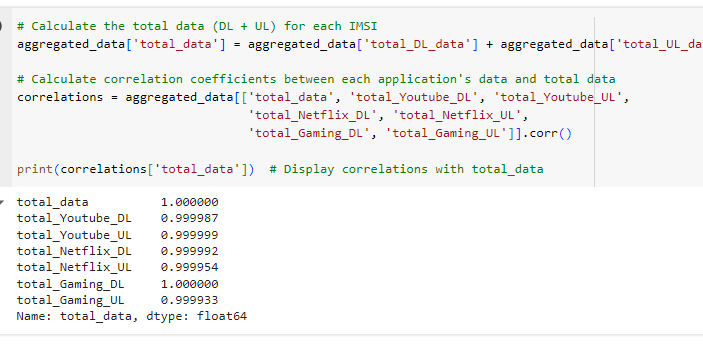 # Calculate the total data (DL + UL) for each IMSI
aggregated_data['total_data'] = aggregated_data['total_DL_data'] + aggregated_data['total_UL_da
# Calculate correlation coefficients between each application's data and total data
correlations = aggregated_data[['total_data', 'total_Youtube_DL', 'total_Youtube_UL',
'total_Netflix_DL', 'total_Netflix_UL',
'total_Gaming_DL', 'total_Gaming_UL']].corr()
print(correlations['total_data'])  # Display correlations with total_data
total_data          1.000000
total_Youtube_DL    0.999987
total_Youtube_UL    0.999999
total_Netflix_DL    0.999992
total_Netflix_UL    0.999954
total_Gaming_DL     1.000000
total_Gaming_UL     0.999933
Name: total_data, dtype: float64